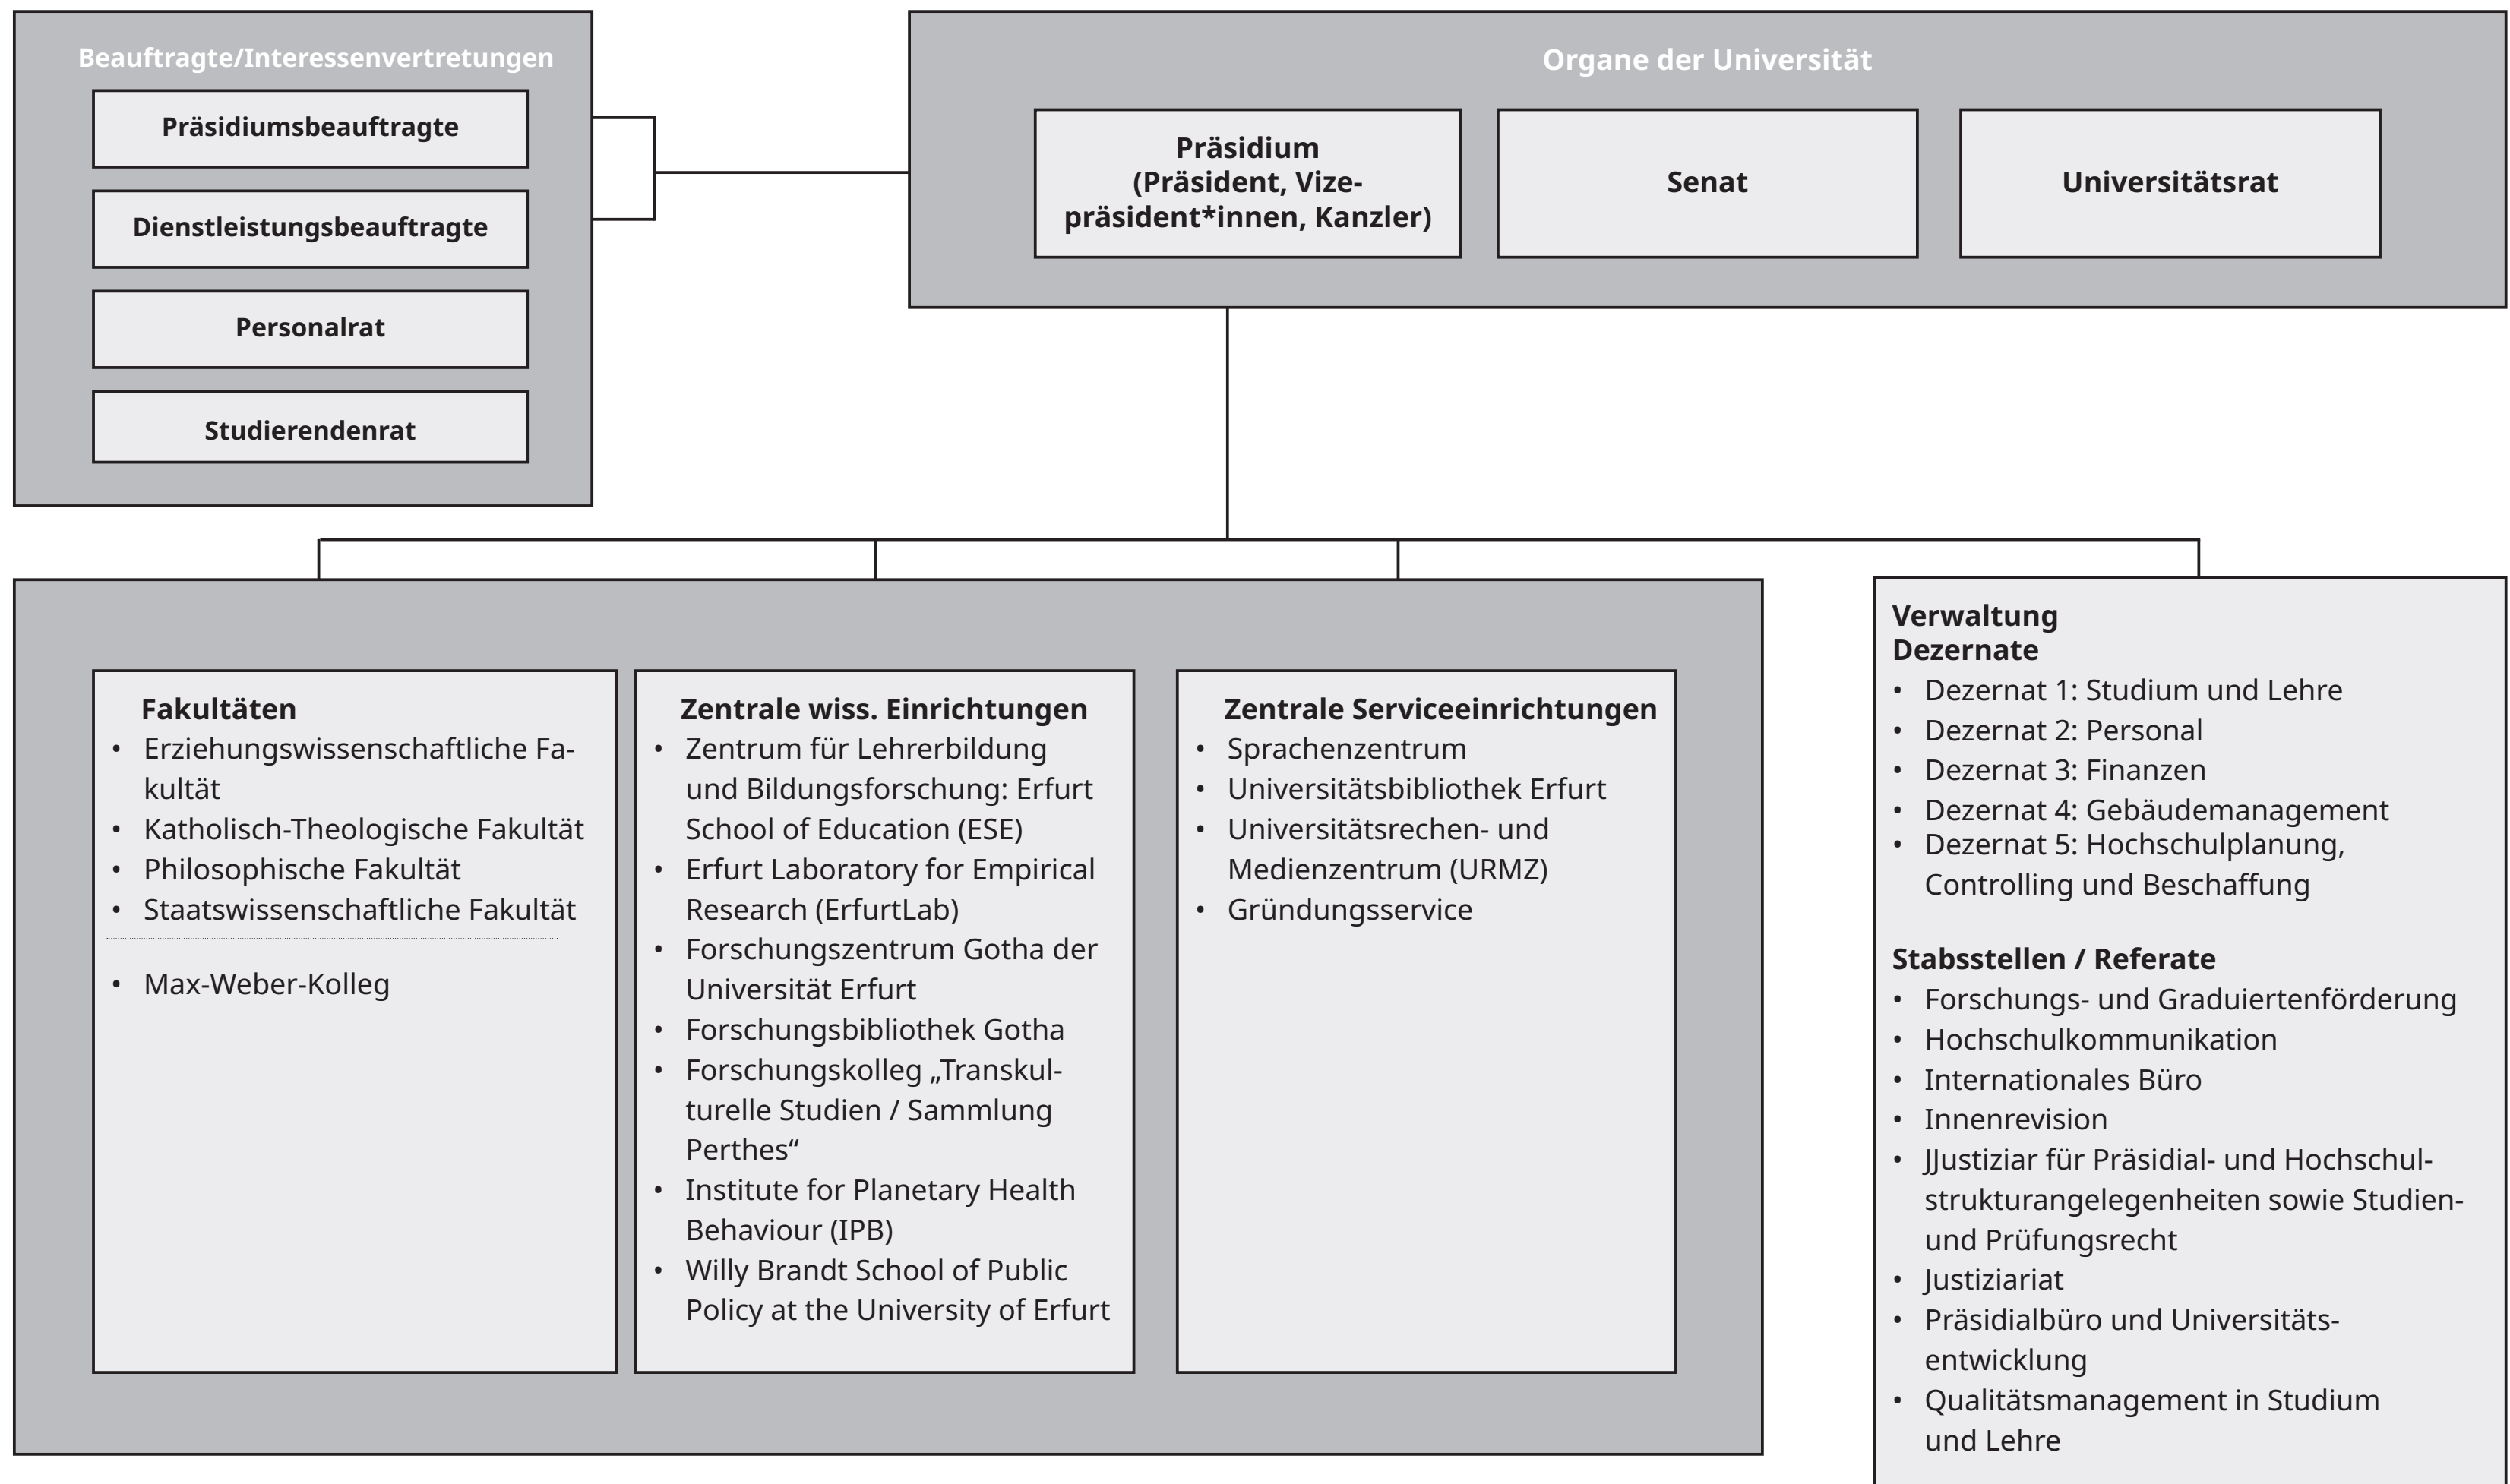 Beauftragte/Interessenvertretungen
Präsidiumsbeauftragte
Dienstleistungsbeauftragte
Personalrat
Studierendenrat
Organe der Universität
Präsidium
(Präsident, Vize-
präsident*innen, Kanzler)
Senat
Universitätsrat
Fakultäten
• Erziehungswissenschaftliche Fa-
kultät
• Katholisch-Theologische Fakultät
• Philosophische Fakultät
• Staatswissenschaftliche Fakultät
• Max-Weber-Kolleg
Zentrale wiss. Einrichtungen
• Zentrum für Lehrerbildung
und Bildungsforschung: Erfurt
School of Education (ESE)
• Erfurt Laboratory for Empirical
Research (ErfurtLab)
• Forschungszentrum Gotha der
Universität Erfurt
• Forschungsbibliothek Gotha
• Forschungskolleg „Transkul-
turelle Studien / Sammlung
Perthes“
• Institute for Planetary Health
Behaviour (IPB)
• Willy Brandt School of Public
Policy at the University of Erfurt
Zentrale Serviceeinrichtungen
• Sprachenzentrum
• Universitätsbibliothek Erfurt
• Universitätsrechen- und
Medienzentrum (URMZ)
• Gründungsservice
Verwaltung
Dezernate
• Dezernat 1: Studium und Lehre
• Dezernat 2: Personal
• Dezernat 3: Finanzen
• Dezernat 4: Gebäudemanagement
• Dezernat 5: Hochschulplanung,
Controlling und Beschaffung
Stabsstellen / Referate
• Forschungs- und Graduiertenförderung
• Hochschulkommunikation
• Internationales Büro
• Innenrevision
• JJustiziar für Präsidial- und Hochschul-
strukturangelegenheiten sowie Studien-
und Prüfungsrecht
• Justiziariat
• Präsidialbüro und Universitäts-
entwicklung
• Qualitätsmanagement in Studium
und Lehre